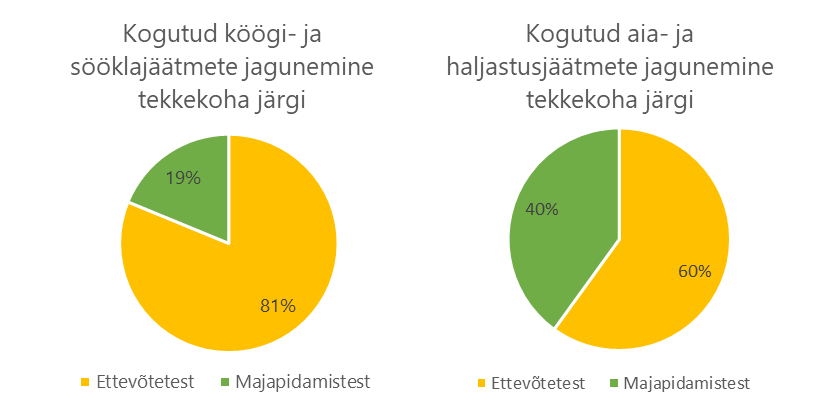 Kogutud köögi- ja
sööklajäätmete jagunemine
tekkekoha järgi
19%
81%
Ettevõtetest
Majapidamistest
Kogutud aia- ja
haljastusjäätmete jagunemine
tekkekoha järgi
40%
60%
Ettevõtetest
Majapidamistest